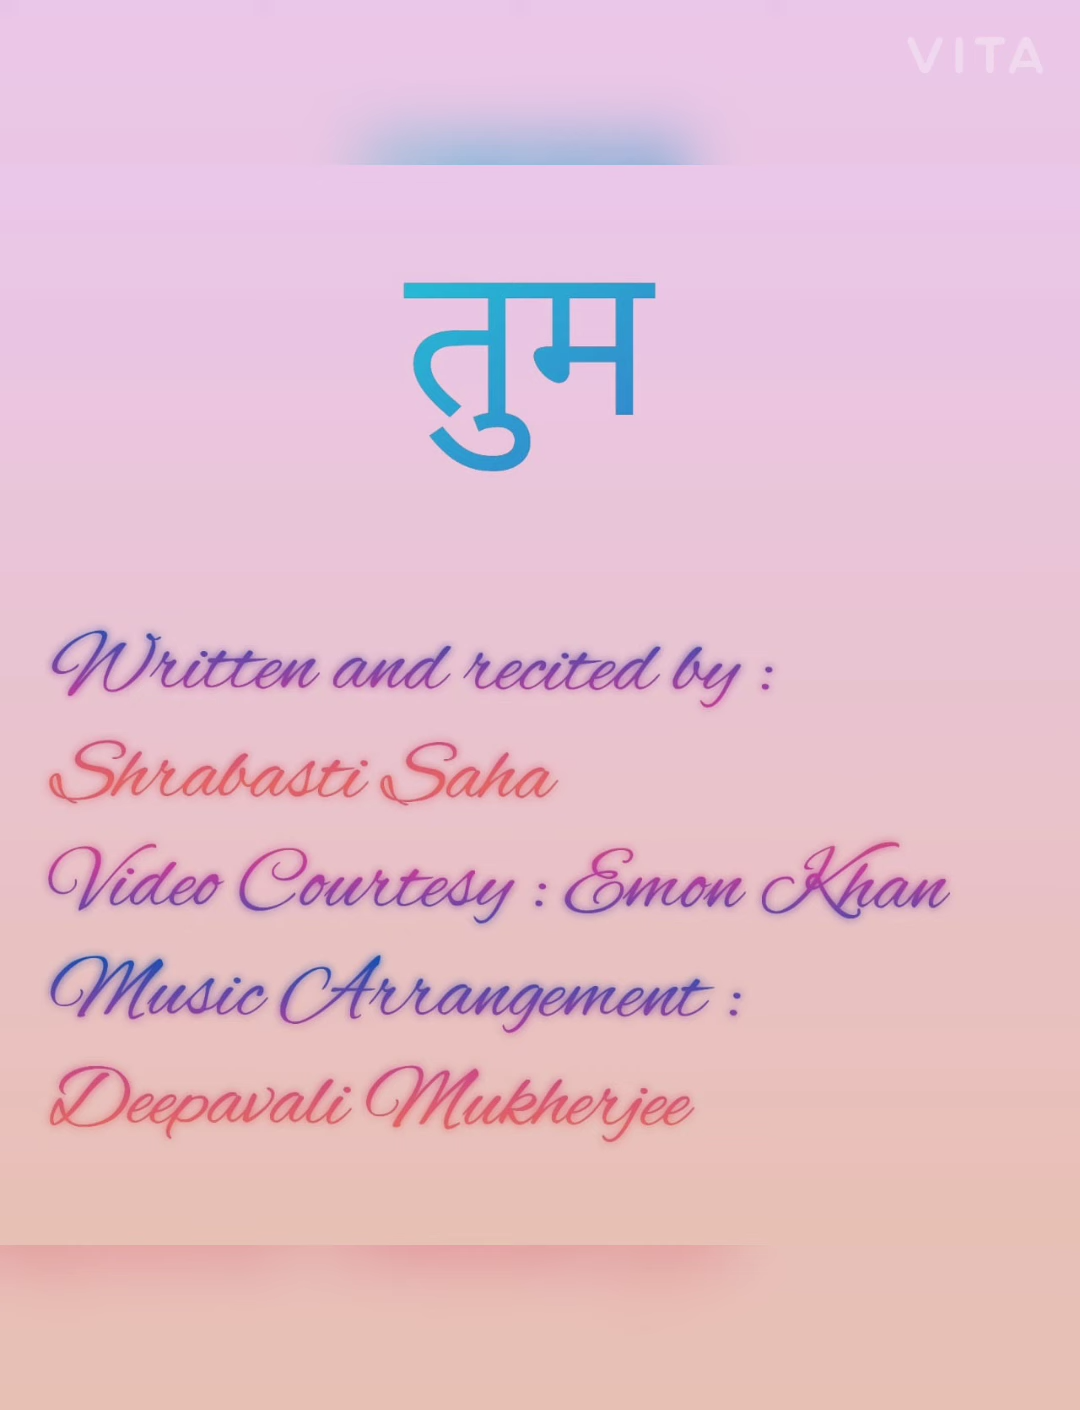 VITA
तुम
Written and recited by :
Shrabasti Saha
Video Courtesy : Emon Khan
Music Arrangement :
Deepavali Mukherjee